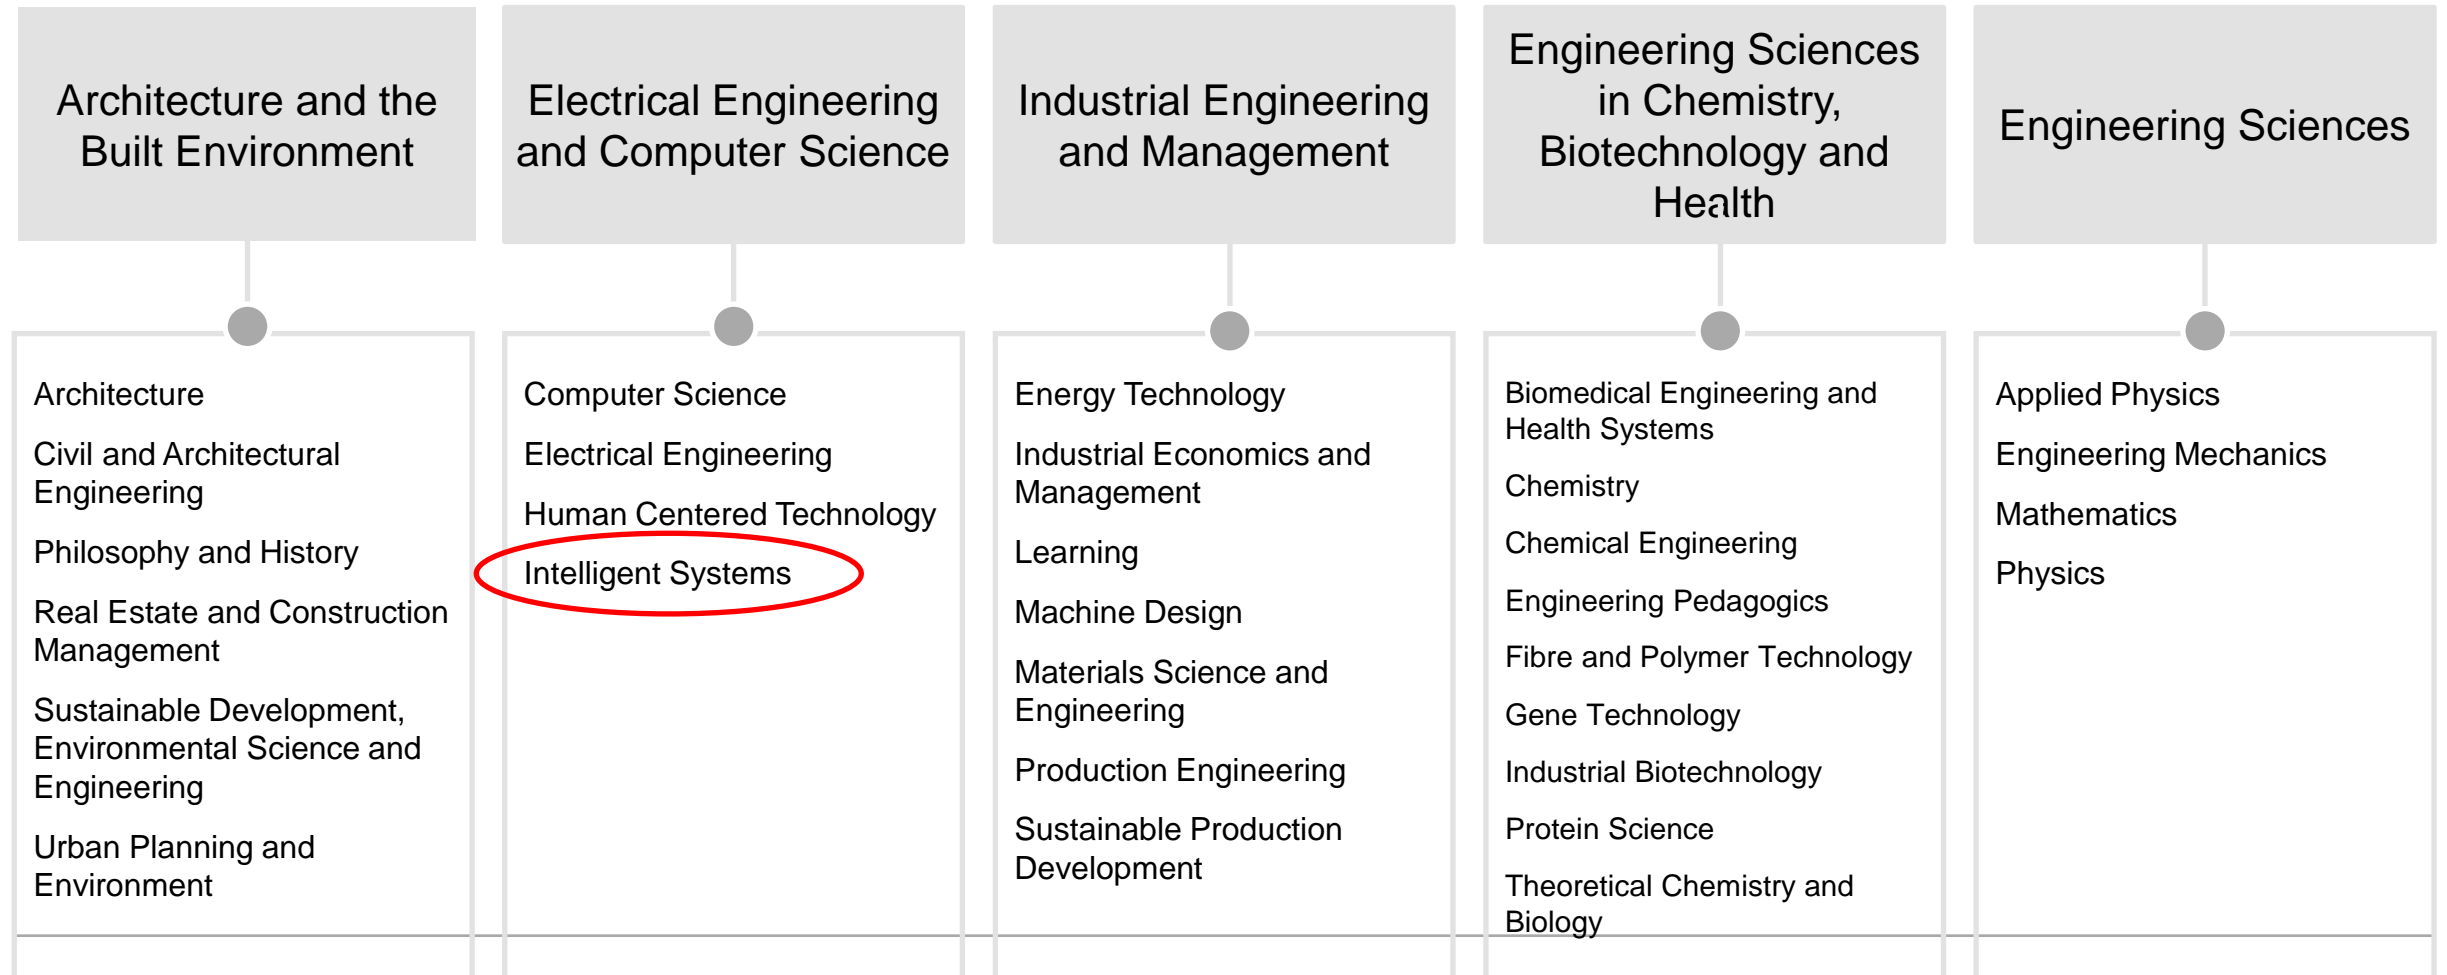 Architecture and the
Built Environment
Electrical Engineering
and Computer Science
Industrial Engineering
and Management
Engineering Sciences
in Chemistry,
Biotechnology and
Health
Engineering Sciences
Architecture
Civil and Architectural
Engineering
Philosophy and History
Real Estate and Construction
Management
Sustainable Development,
Environmental Science and
Engineering
Urban Planning and
Environment
Computer Science
Electrical Engineering
Human Centered Technology
Intelligent Systems
Energy Technology
Industrial Economics and
Management
Learning
Machine Design
Materials Science and
Engineering
Production Engineering
Sustainable Production
Development
Biomedical Engineering and
Health Systems
Chemistry
Chemical Engineering
Engineering Pedagogics
Fibre and Polymer Technology
Gene Technology
Industrial Biotechnology
Protein Science
Theoretical Chemistry and
Biology
Applied Physics
Engineering Mechanics
Mathematics
Physics